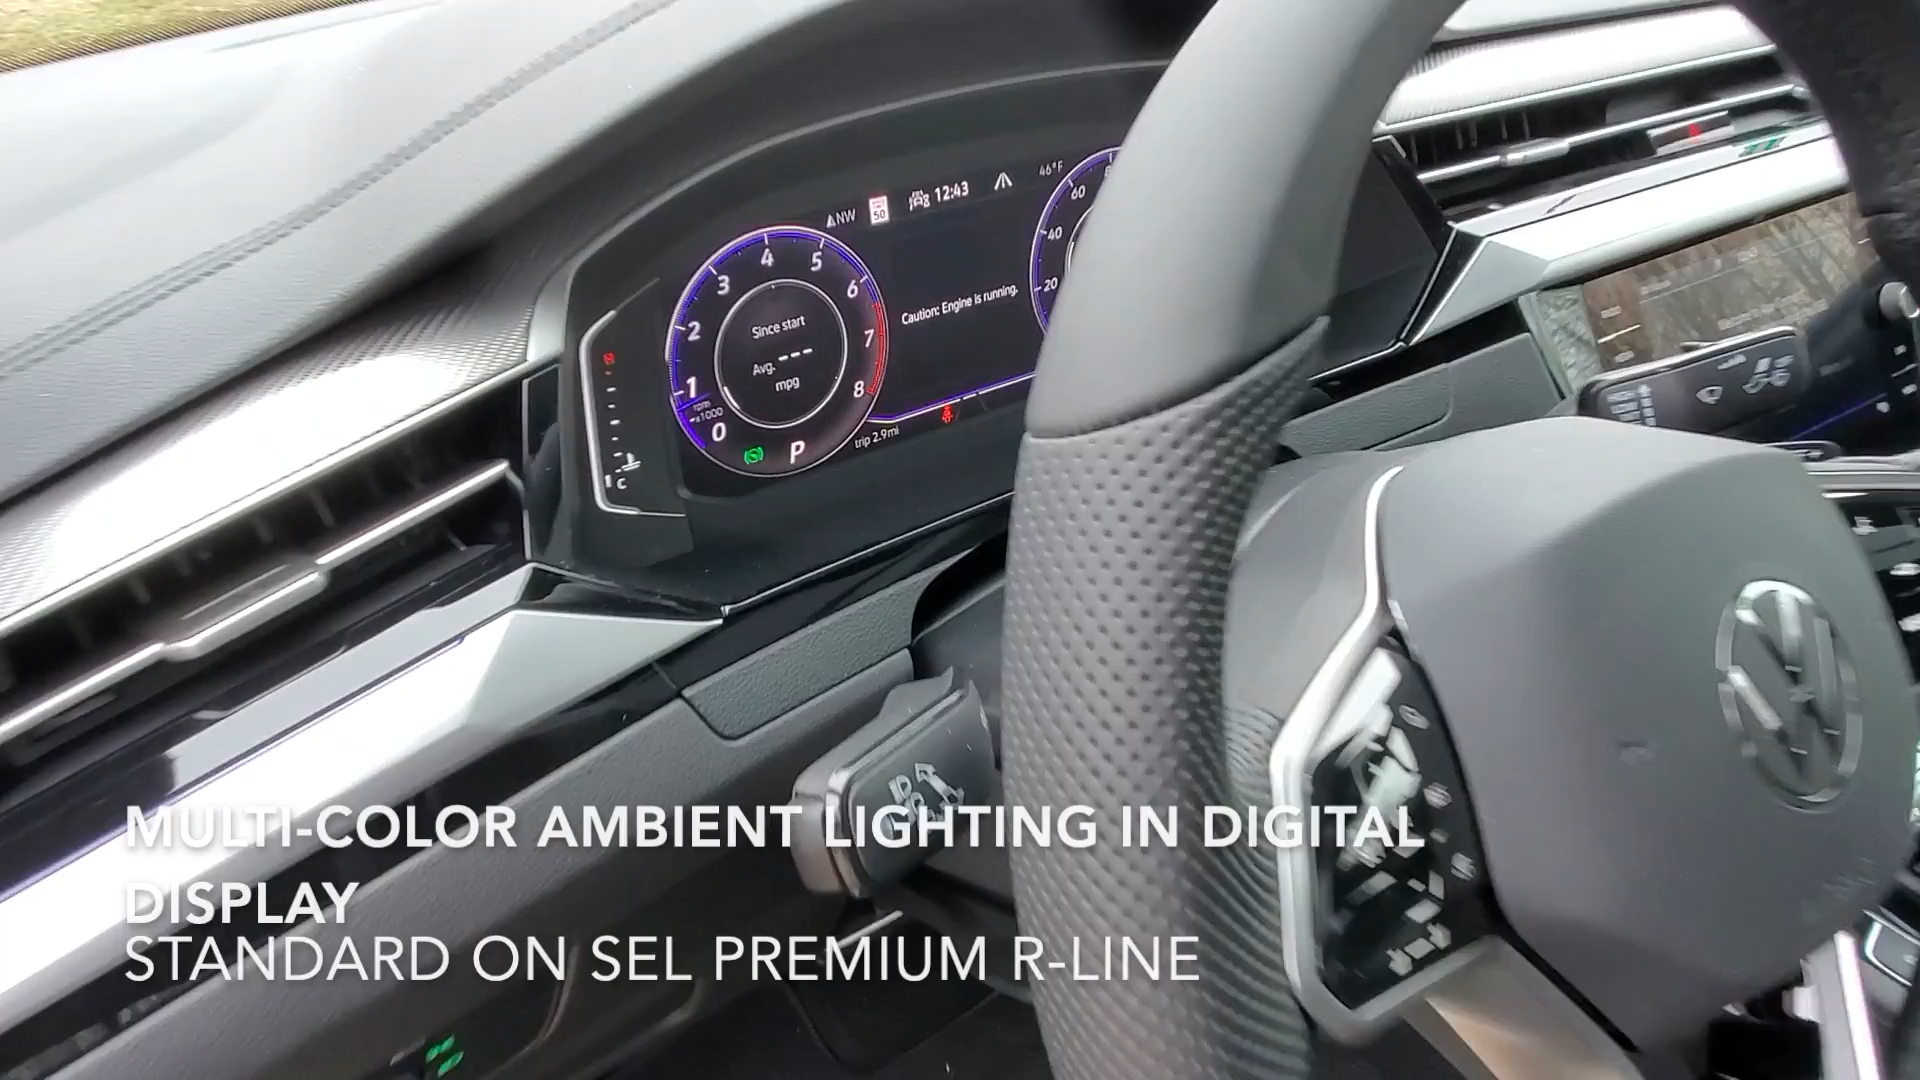 NW
50
12:43
46°F
4
3
5
2
6
1
7
0
8
Since start
Avg. ---
mpg
rpm
x1000
P
C
Caution: Engine is running.
60
40
20
trip 2.9mi
MULTI-COLOR AMBIENT LIGHTING IN DIGITAL
DISPLAY
STANDARD ON SEL PREMIUM R-LINE